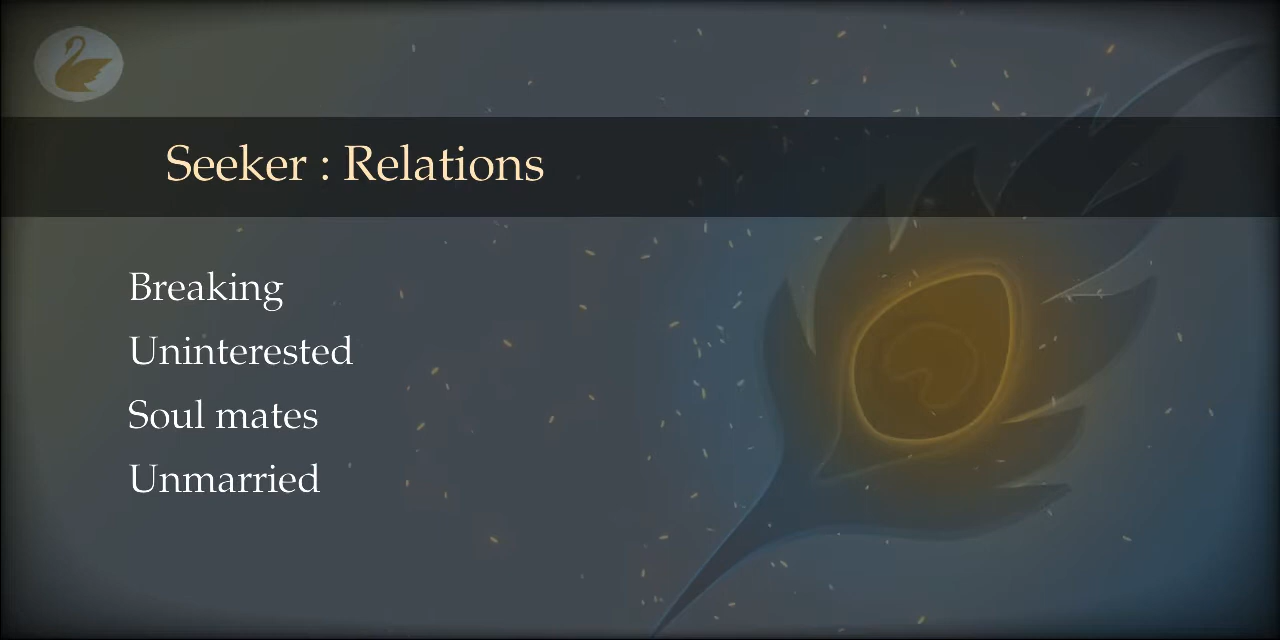 Seeker : Relations
Breaking
Uninterested
Soul mates
Unmarried